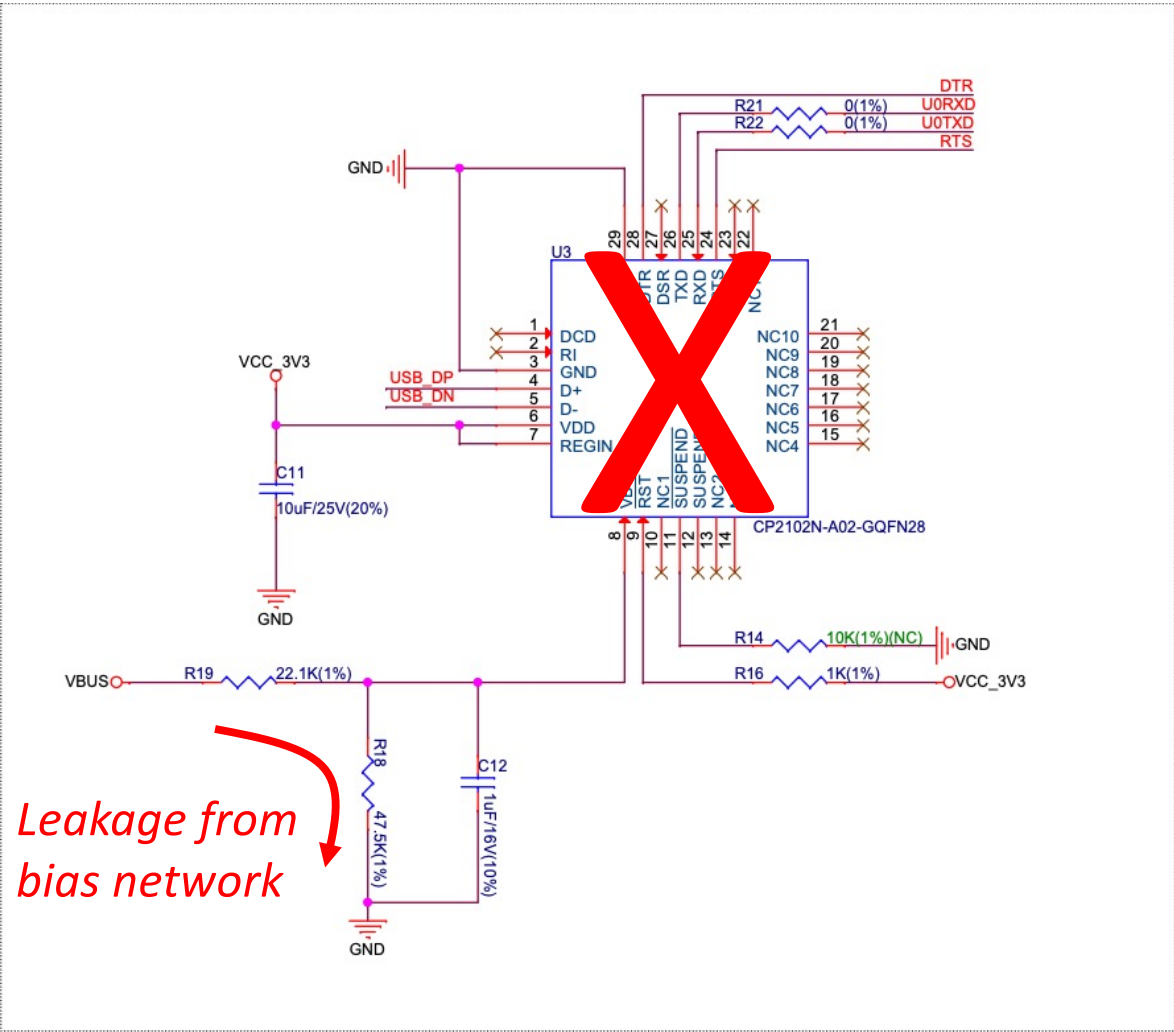 DTR
R21 0(1%) U0RXD
R22 0(1%) U0TXD
RTS
GND
29
28
27
26
25
24
23
22
U3
DSR
TXD
RXD
1 DCD
2 RI
3 GND
4 D+
5 D-
6 VDD
7 REGIN
USB_DP
USB_DN
VCC_3V3
NC10 21
NC9 20
NC8 19
NC7 18
NC6 17
NC5 16
NC4 15
C11
10uF/25V(20%)
GND
RST
NC1
SUSPEND
8
9
10
11
12
13
14
CP2102N-A02-GQFN28
R14 10K(1%)(NC) GND
VBUS R19 22.1K(1%)
R16 1K(1%) VCC_3V3
R18
47.5K(1%)
C12
1uF/16V(10%)
Leakage from
bias network
GND